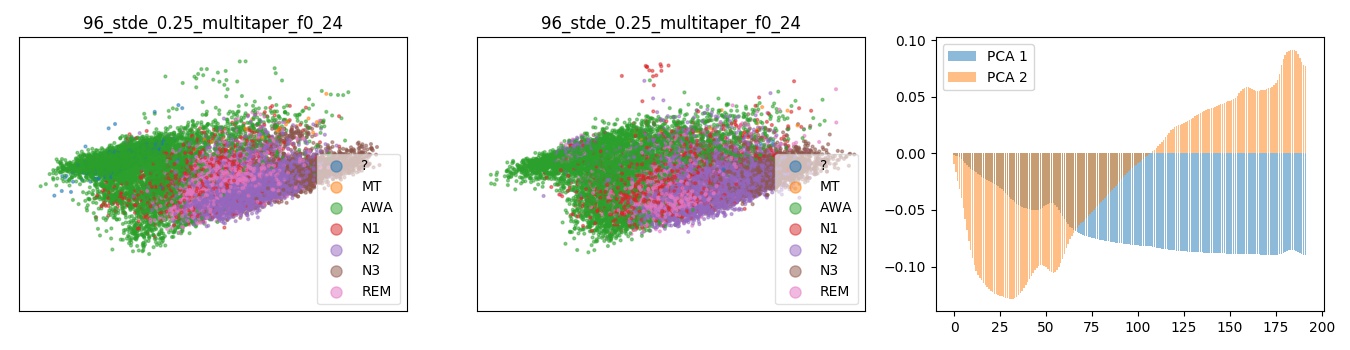 96_stde_0.25_multitaper_f0_24
?
MT
AWA
N1
N2
N3
REM
96_stde_0.25_multitaper_f0_24
?
MT
AWA
N1
N2
N3
REM
PCA 1
PCA 2
0.10
0.05
0.00
−0.05
−0.10
0 25 50 75 100 125 150 175 200